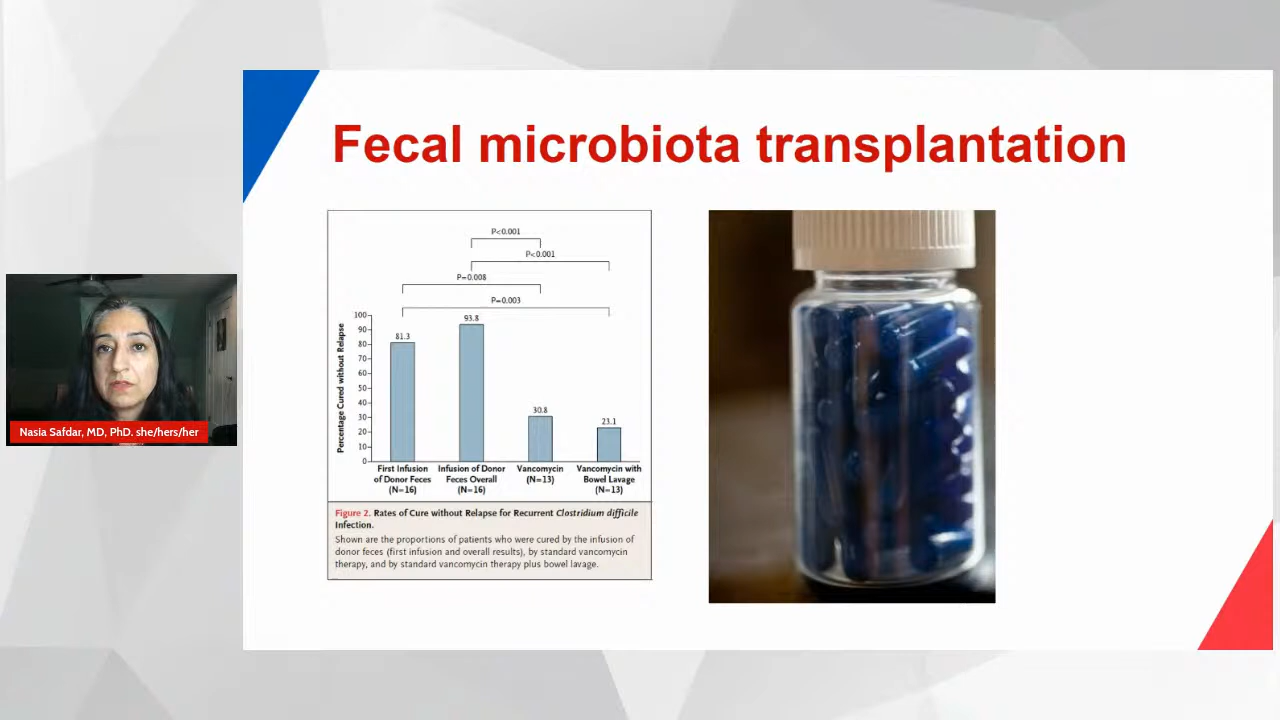 Fecal microbiota transplantation
P<0.001
P<0.001
P=0.008
P=0.003
Percentage Cured without Relapse
100
90
80
70
60
50
40
30
20
10
0
81.3
93.8
30.8
23.1
First Infusion
of Donor Feces
(N=16)
Infusion of Donor
Feces Overall
(N=16)
Vancomycin
(N=13)
Vancomycin with
Bowel Lavage
(N=13)
Figure 2. Rates of Cure without Relapse for Recurrent Clostridium difficile
Infection.
Shown are the proportions of patients who were cured by the infusion of
donor feces (first infusion and overall results), by standard vancomycin
therapy, and by standard vancomycin therapy plus bowel lavage.
Nasia Safdar, MD, PhD. she/hers/her